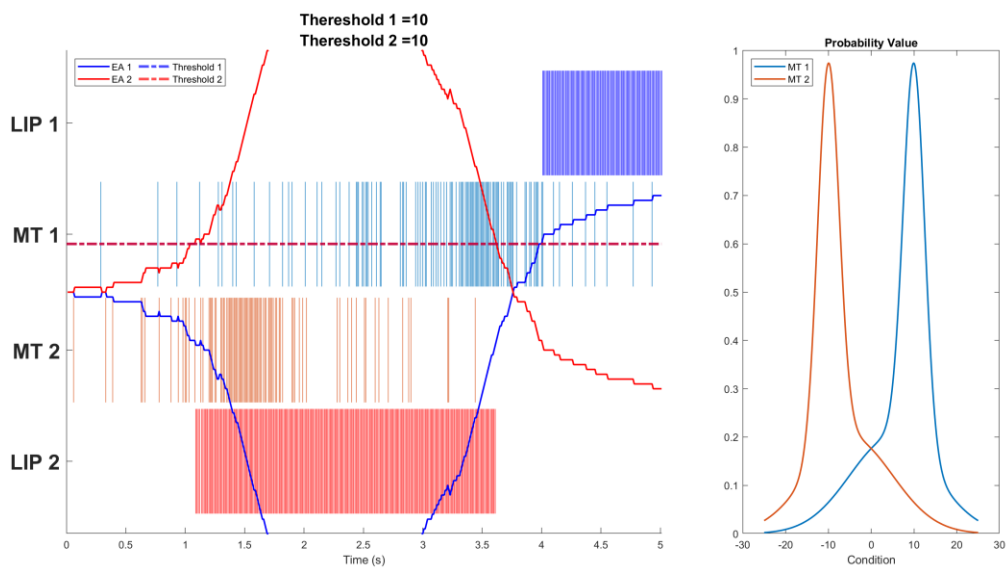 Thereshold 1 =10
Thereshold 2 =10
EA 1
EA 2
Threshold 1
Threshold 2
LIP 1
MT 1
MT 2
LIP 2
0 0.5 1 1.5 2 2.5 3 3.5 4 4.5 5
Time (s)
Probability Value
MT 1
MT 2
1
0.9
0.8
0.7
0.6
0.5
0.4
0.3
0.2
0.1
0
-30 -20 -10 0 10 20 30
Condition